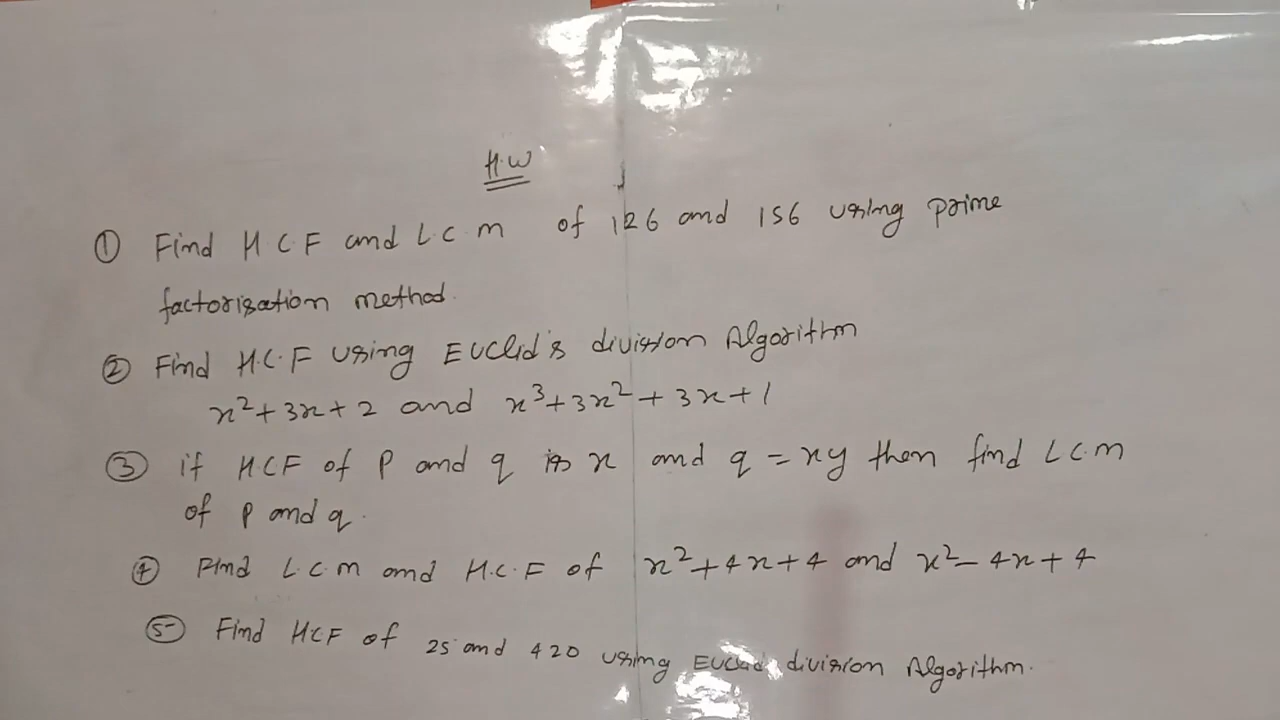 H.W
① Find H.C.F and L.C.M of 126 and 156 using prime
factorisation method.
② Find H.C.F using Euclid's division Algorithm
x²+3x+2 and x³+3x²+3x+1
③ if HCF of P and q is x and q = xy then find LCM
of P and q.
④ Find L.C.M and H.C.F of x²+4x+4 and x²-4x+4
⑤ Find HCF of 25 and 420 using Euclid's division Algorithm.